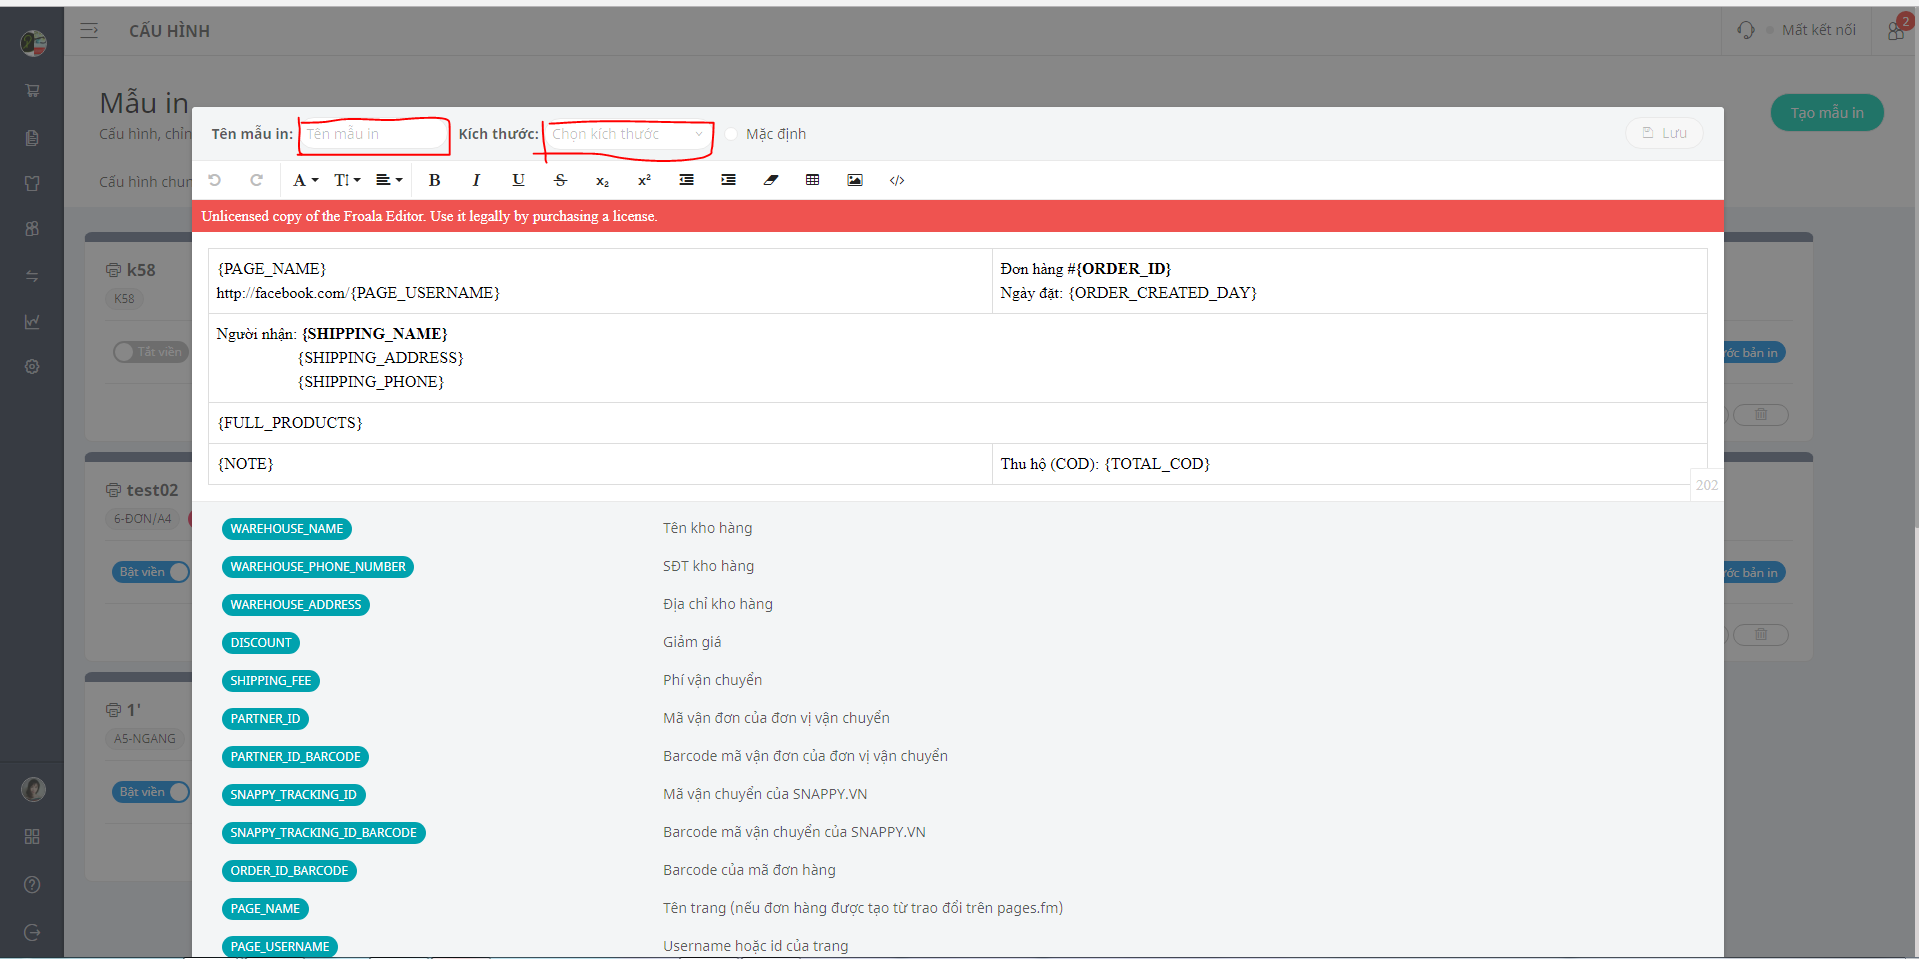 CẤU HÌNH
Mất kết nối
2
Mẫu in
Cấu hình, chỉn
Tạo mẫu in
Cấu hình chun
Tên mẫu in: Tên mẫu in Kích thước: Chọn kích thước Mặc định Lưu
A T I B I U S x₂ x² </>
Unlicensed copy of the Froala Editor. Use it legally by purchasing a license.
{PAGE_NAME}
http://facebook.com/{PAGE_USERNAME}
Đơn hàng #{ORDER_ID}
Ngày đặt: {ORDER_CREATED_DAY}
Người nhận: {SHIPPING_NAME}
{SHIPPING_ADDRESS}
{SHIPPING_PHONE}
{FULL_PRODUCTS}
{NOTE}
Thu hộ (COD): {TOTAL_COD}
202
k58
K58
Tắt viền
ước bản in
test02
6-ĐƠN/A4
Bật viền
ước bản in
1'
A5-NGANG
Bật viền
WAREHOUSE_NAME Tên kho hàng
WAREHOUSE_PHONE_NUMBER SĐT kho hàng
WAREHOUSE_ADDRESS Địa chỉ kho hàng
DISCOUNT Giảm giá
SHIPPING_FEE Phí vận chuyển
PARTNER_ID Mã vận đơn của đơn vị vận chuyển
PARTNER_ID_BARCODE Barcode mã vận đơn của đơn vị vận chuyển
SNAPPY_TRACKING_ID Mã vận chuyển của SNAPPY.VN
SNAPPY_TRACKING_ID_BARCODE Barcode mã vận chuyển của SNAPPY.VN
ORDER_ID_BARCODE Barcode của mã đơn hàng
PAGE_NAME Tên trang (nếu đơn hàng được tạo từ trao đổi trên pages.fm)
PAGE_USERNAME Username hoặc id của trang